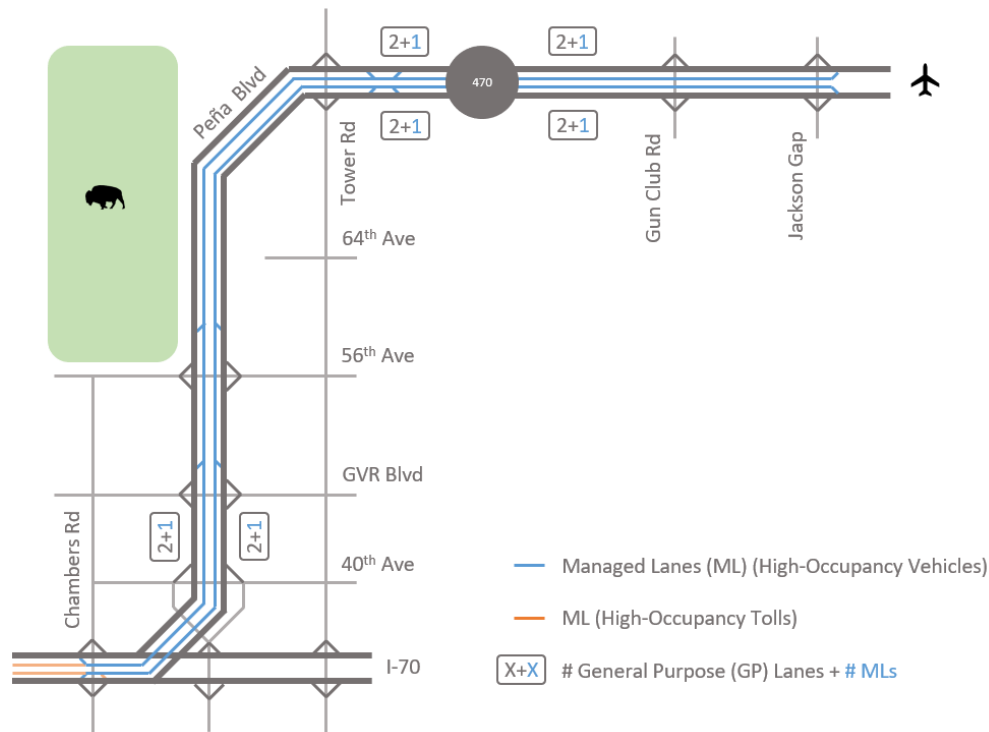 2+1
2+1
470
Peña Blvd
2+1
2+1
Tower Rd
Gun Club Rd
Jackson Gap
64th Ave
56th Ave
GVR Blvd
Chambers Rd
2+1
2+1
40th Ave
I-70
Managed Lanes (ML) (High-Occupancy Vehicles)
ML (High-Occupancy Tolls)
X+X # General Purpose (GP) Lanes + # MLs